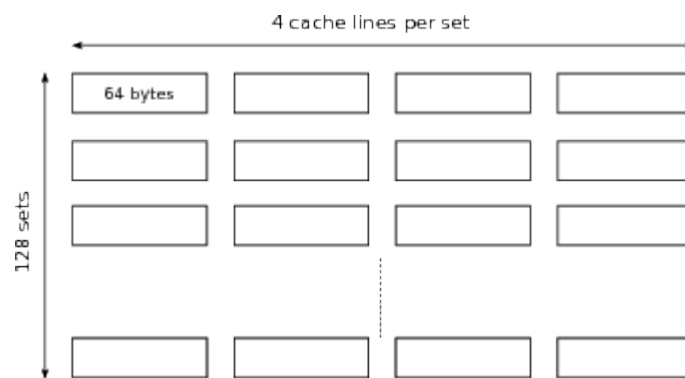 4 cache lines per set
64 bytes
128 sets